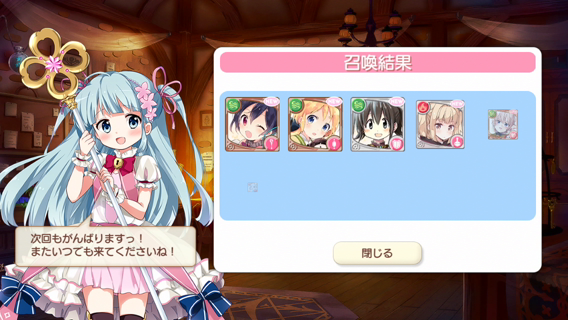 召喚結果
次回もがんばりますっ！
またいつでも来てくださいね！
閉じる